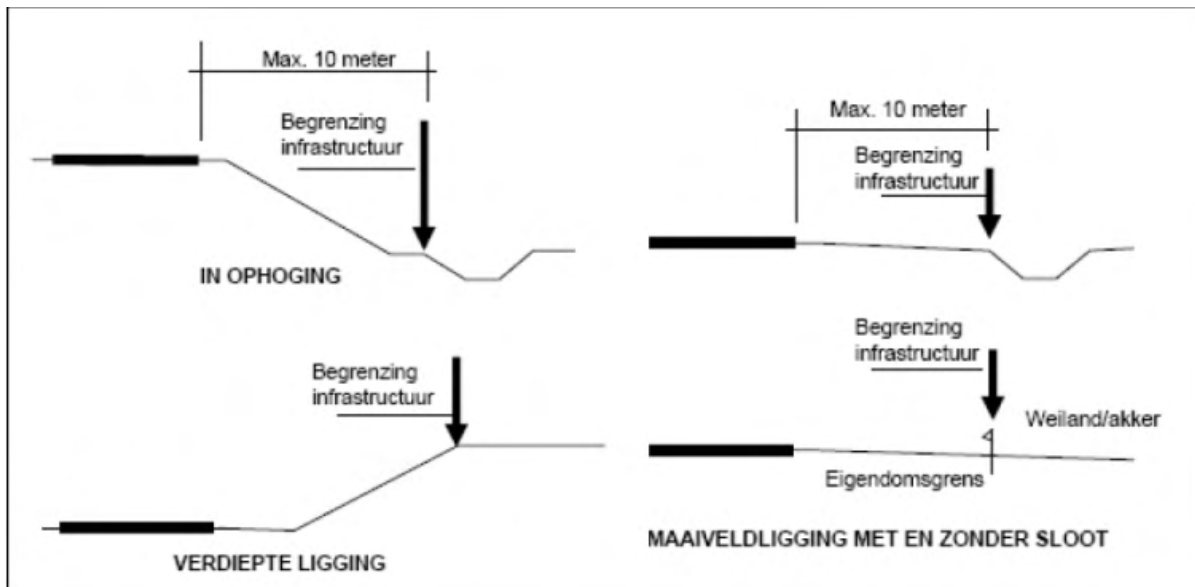 Max. 10 meter
Begrenzing
infrastructuur
IN OPHOGING
Begrenzing
infrastructuur
VERDIEPTE LIGGING
Max. 10 meter
Begrenzing
infrastructuur
Begrenzing
infrastructuur
Weiland/akker
Eigendomsgrens
MAAIVELDLIGGING MET EN ZONDER SLOOT